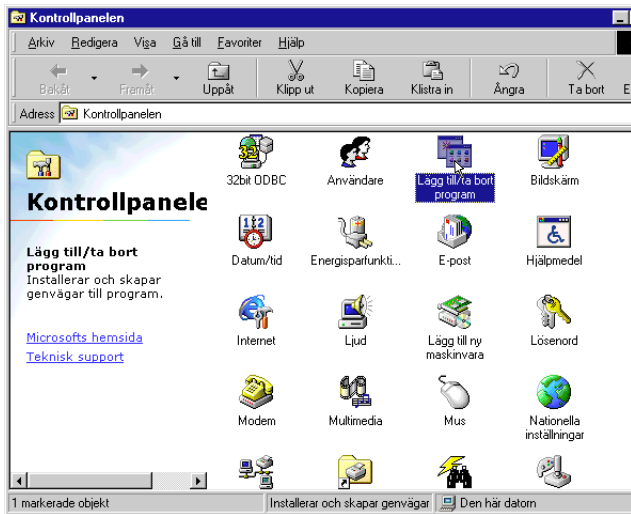 Kontrollpanelen
Arkiv Redigera Visa Gå till Favoriter Hjälp
Bakåt Framåt Uppåt Klipp ut Kopiera Klistra in Ångra Ta bort E
Adress Kontrollpanelen
Kontrollpanele
Lägg till/ta bort
program
Installerar och skapar
genvägar till program.
Microsofts hemsida
Teknisk support
32
32bit ODBC Användare Lägg till/ta bort
program
Bildskärm
12
Datum/tid Energisparfunkti... E-post Hjälpmedel
Internet Ljud Lägg till ny
maskinvara
Lösenord
Modem Multimedia Mus Nationella
inställningar
1 markerade objekt Installerar och skapar genvägar Den här datorn